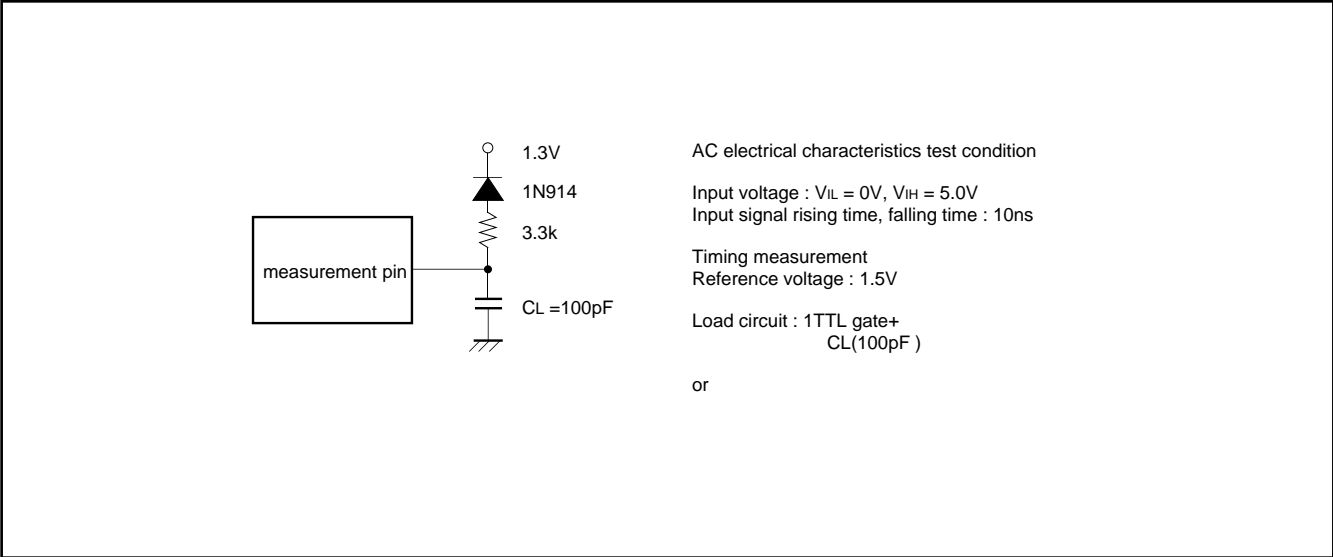 1.3V
1N914
3.3k
measurement pin
CL =100pF
AC electrical characteristics test condition
Input voltage : VIL = 0V, VIH = 5.0V
Input signal rising time, falling time : 10ns
Timing measurement
Reference voltage : 1.5V
Load circuit : 1TTL gate+
CL(100pF )
or